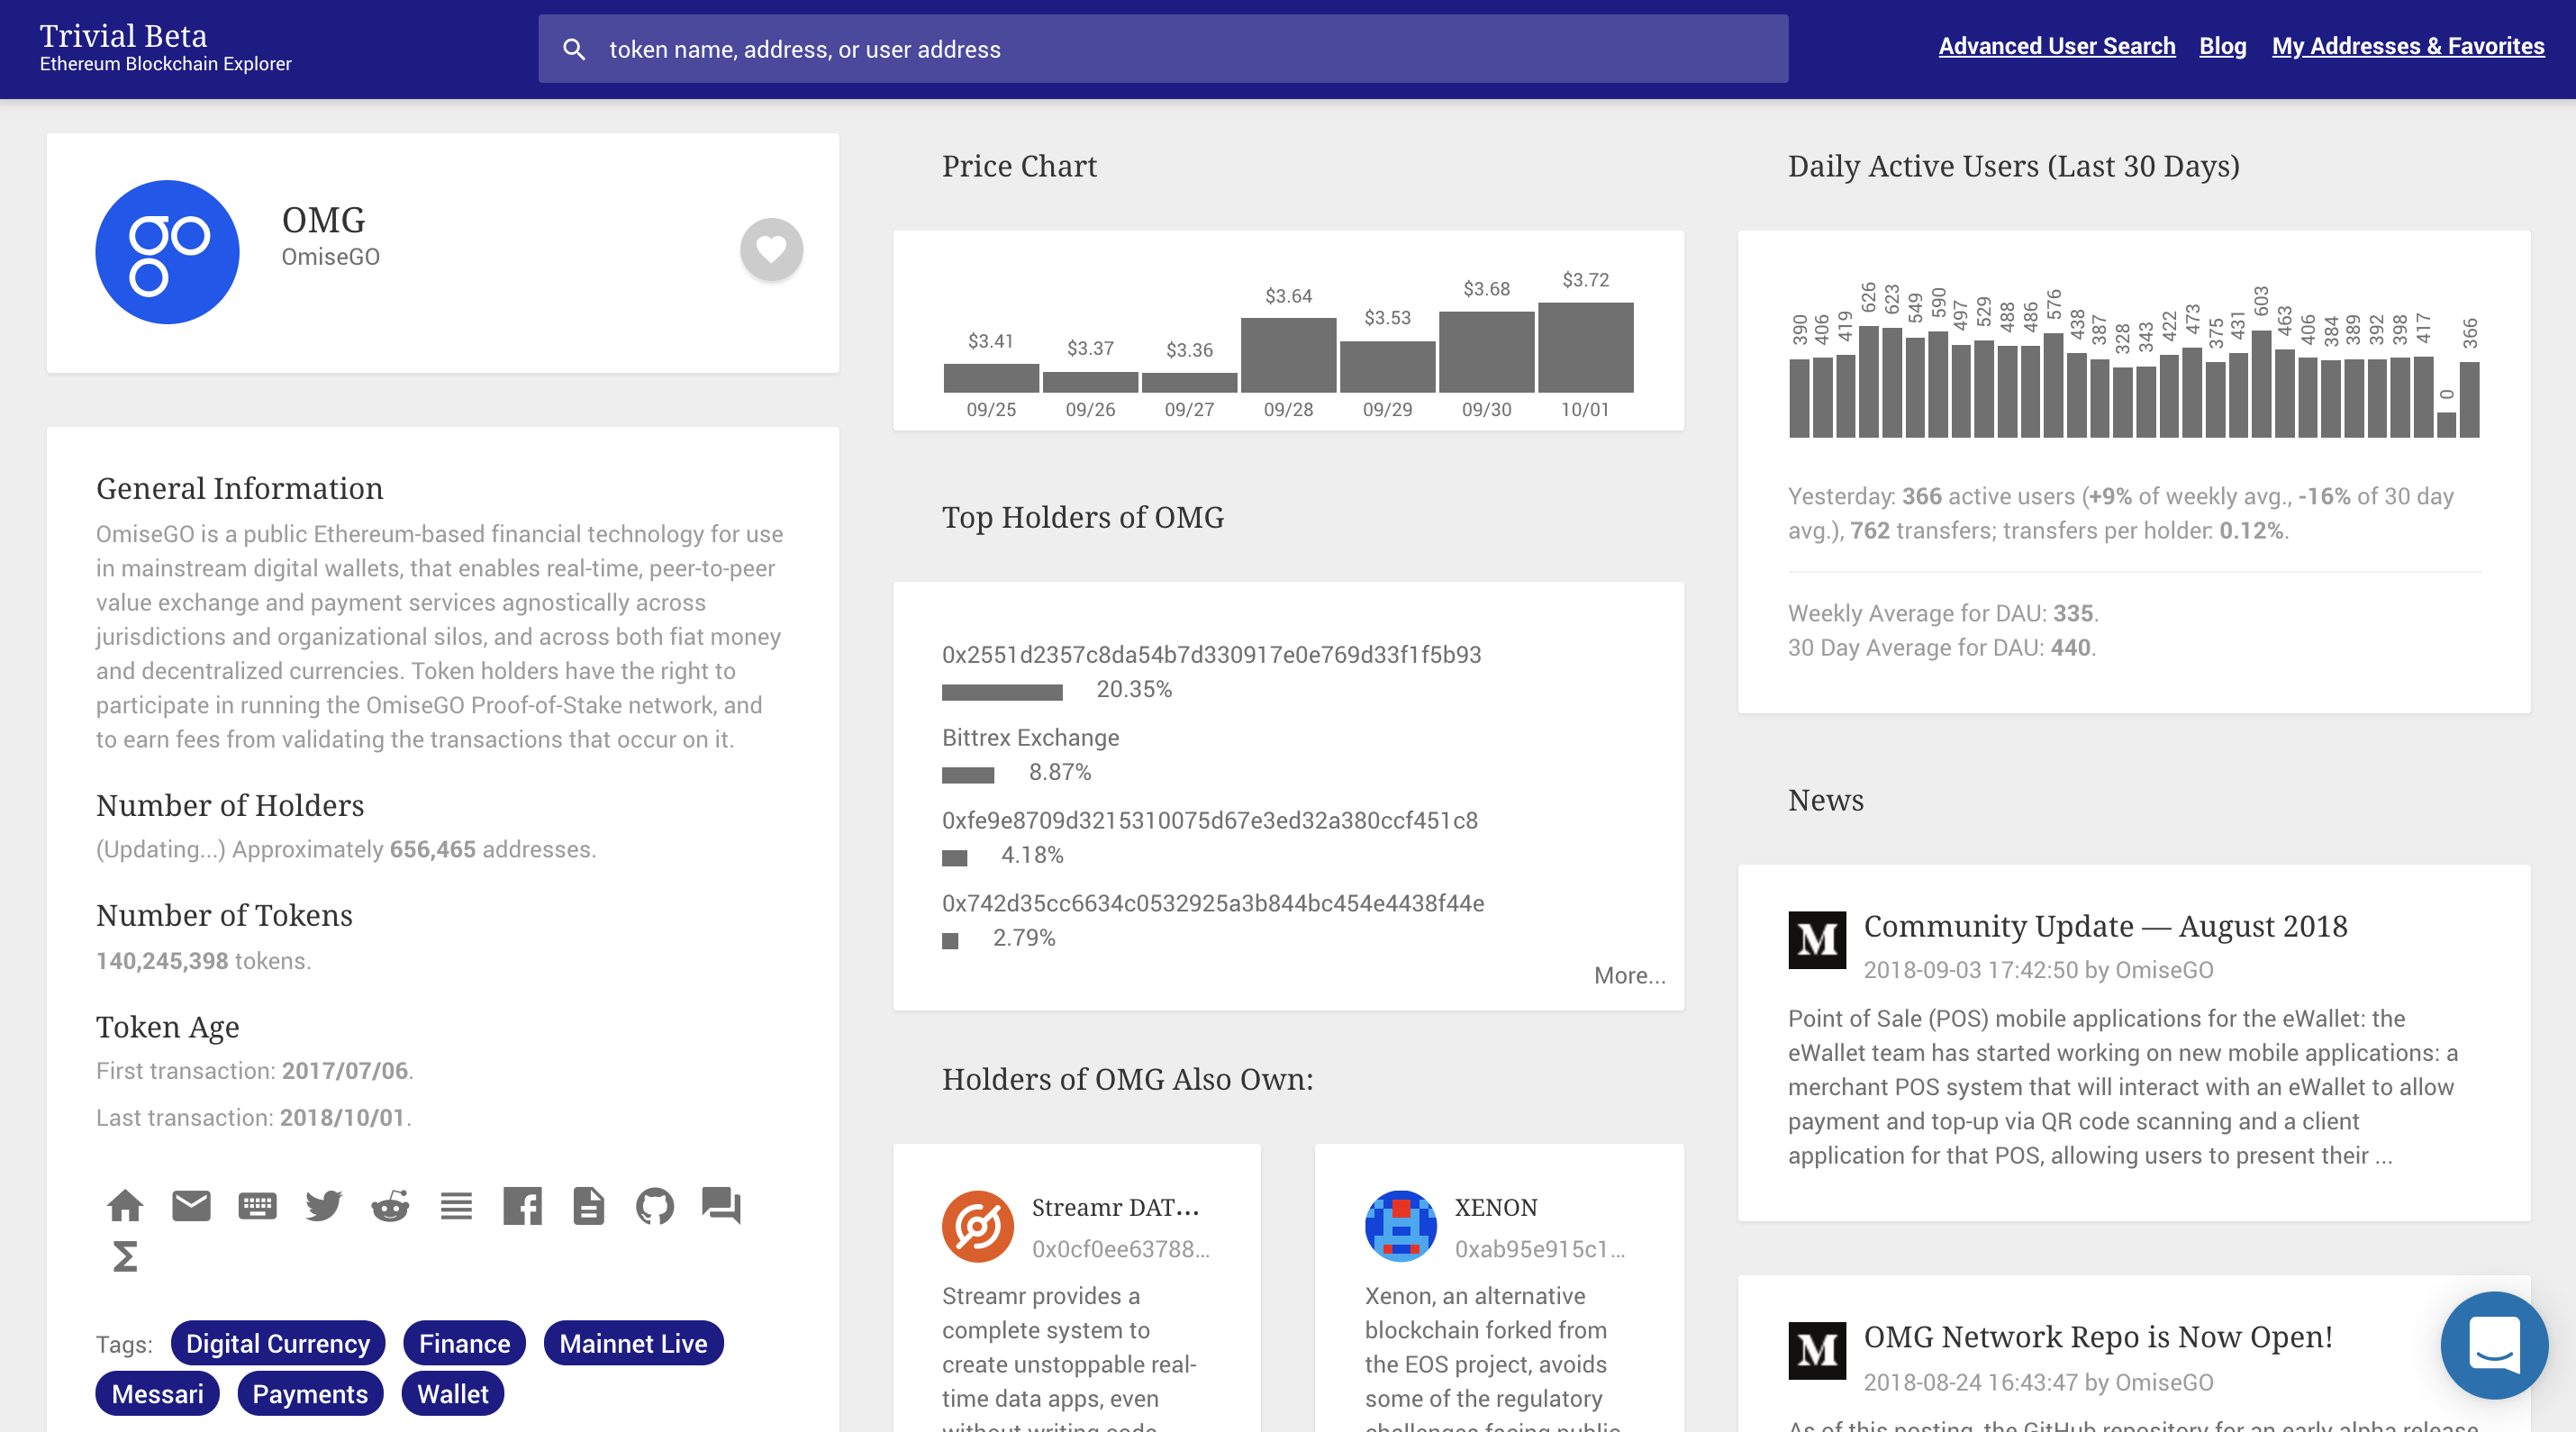 Trivial Beta
Ethereum Blockchain Explorer
token name, address, or user address
Advanced User Search Blog My Addresses & Favorites
OMG
OmiseGO
General Information
OmiseGO is a public Ethereum-based financial technology for use
in mainstream digital wallets, that enables real-time, peer-to-peer
value exchange and payment services agnostically across
jurisdictions and organizational silos, and across both fiat money
and decentralized currencies. Token holders have the right to
participate in running the OmiseGO Proof-of-Stake network, and
to earn fees from validating the transactions that occur on it.
Number of Holders
(Updating...) Approximately 656,465 addresses.
Number of Tokens
140,245,398 tokens.
Token Age
First transaction: 2017/07/06.
Last transaction: 2018/10/01.
Tags: Digital Currency Finance Mainnet Live
Messari Payments Wallet
Price Chart
$3.41 $3.37 $3.36 $3.64 $3.53 $3.68 $3.72
09/25 09/26 09/27 09/28 09/29 09/30 10/01
Top Holders of OMG
0x2551d2357c8da54b7d330917e0e769d33f1f5b93
20.35%
Bittrex Exchange
8.87%
0xfe9e8709d3215310075d67e3ed32a380ccf451c8
4.18%
0x742d35cc6634c0532925a3b844bc454e4438f44e
2.79%
More...
Holders of OMG Also Own:
Streamr DAT...
0x0cf0ee63788...
Streamr provides a
complete system to
create unstoppable real-
time data apps, even
without writing code
XENON
0xab95e915c1...
Xenon, an alternative
blockchain forked from
the EOS project, avoids
some of the regulatory
challenges facing public
Daily Active Users (Last 30 Days)
390 406 419 626 623 549 590 497 529 488 486 576 438 387 328 343 422 473 375 431 603 463 406 384 389 392 398 417 0 366
Yesterday: 366 active users (+9% of weekly avg., -16% of 30 day
avg.), 762 transfers; transfers per holder: 0.12%.
Weekly Average for DAU: 335.
30 Day Average for DAU: 440.
News
M
Community Update — August 2018
2018-09-03 17:42:50 by OmiseGO
Point of Sale (POS) mobile applications for the eWallet: the
eWallet team has started working on new mobile applications: a
merchant POS system that will interact with an eWallet to allow
payment and top-up via QR code scanning and a client
application for that POS, allowing users to present their ...
M
OMG Network Repo is Now Open!
2018-08-24 16:43:47 by OmiseGO
As of this posting, the GitHub repository for an early alpha release